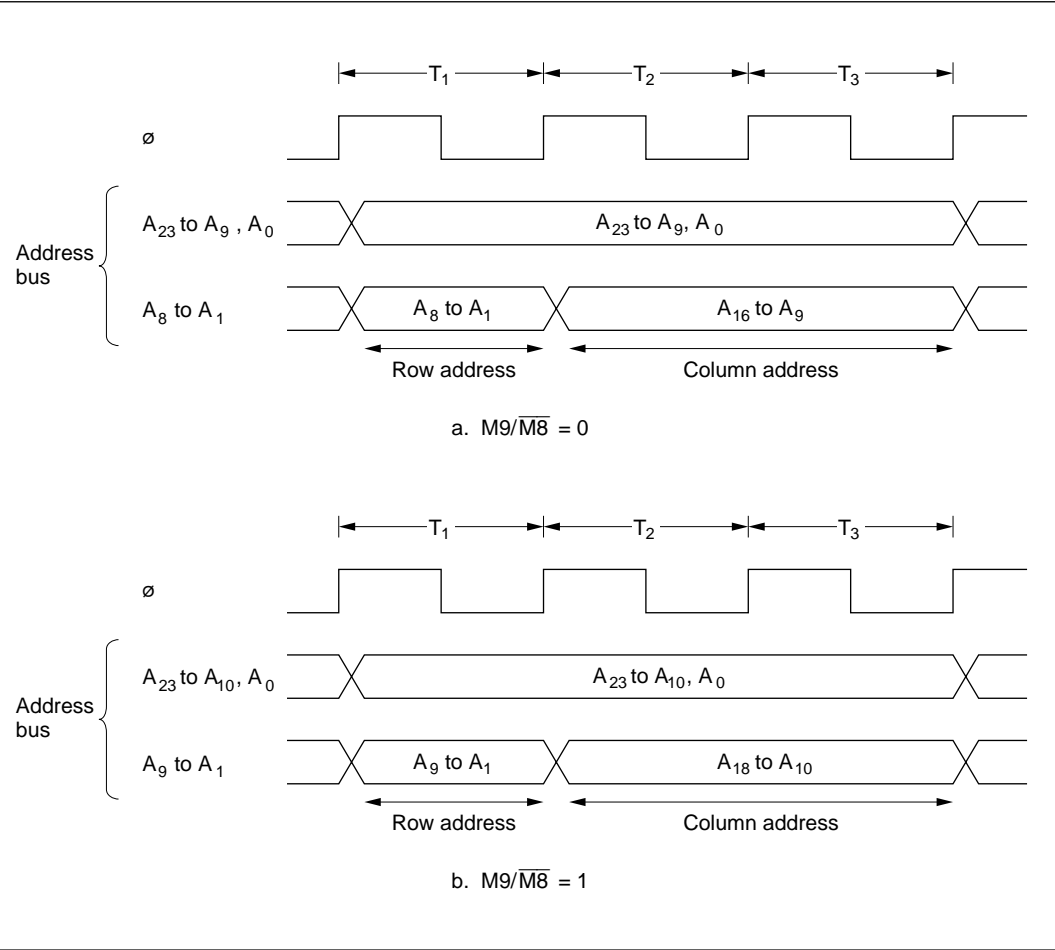 T1 T2 T3
ø
Address bus
A23 to A9 , A0
A23 to A9, A0
A8 to A1
A8 to A1
A16 to A9
Row address
Column address
a. M9/M̅8̅ = 0
T1 T2 T3
ø
Address bus
A23 to A10, A0
A23 to A10, A0
A9 to A1
A9 to A1
A18 to A10
Row address
Column address
b. M9/M̅8̅ = 1